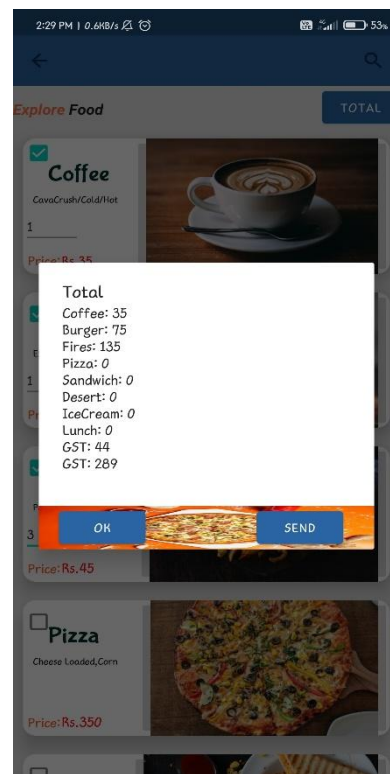 2:29 PM | 0.6KB/s
53%
Explore Food
TOTAL
Coffee
CavaCrush/Cold/Hot
1
Price:Rs.35
Total
Coffee: 35
Burger: 75
Fires: 135
Pizza: 0
Sandwich: 0
Desert: 0
IceCream: 0
Lunch: 0
GST: 44
GST: 289
E
1
Pr
P
3
OK
SEND
Price:Rs.45
Pizza
Cheese Loaded,Corn
Price:Rs.350